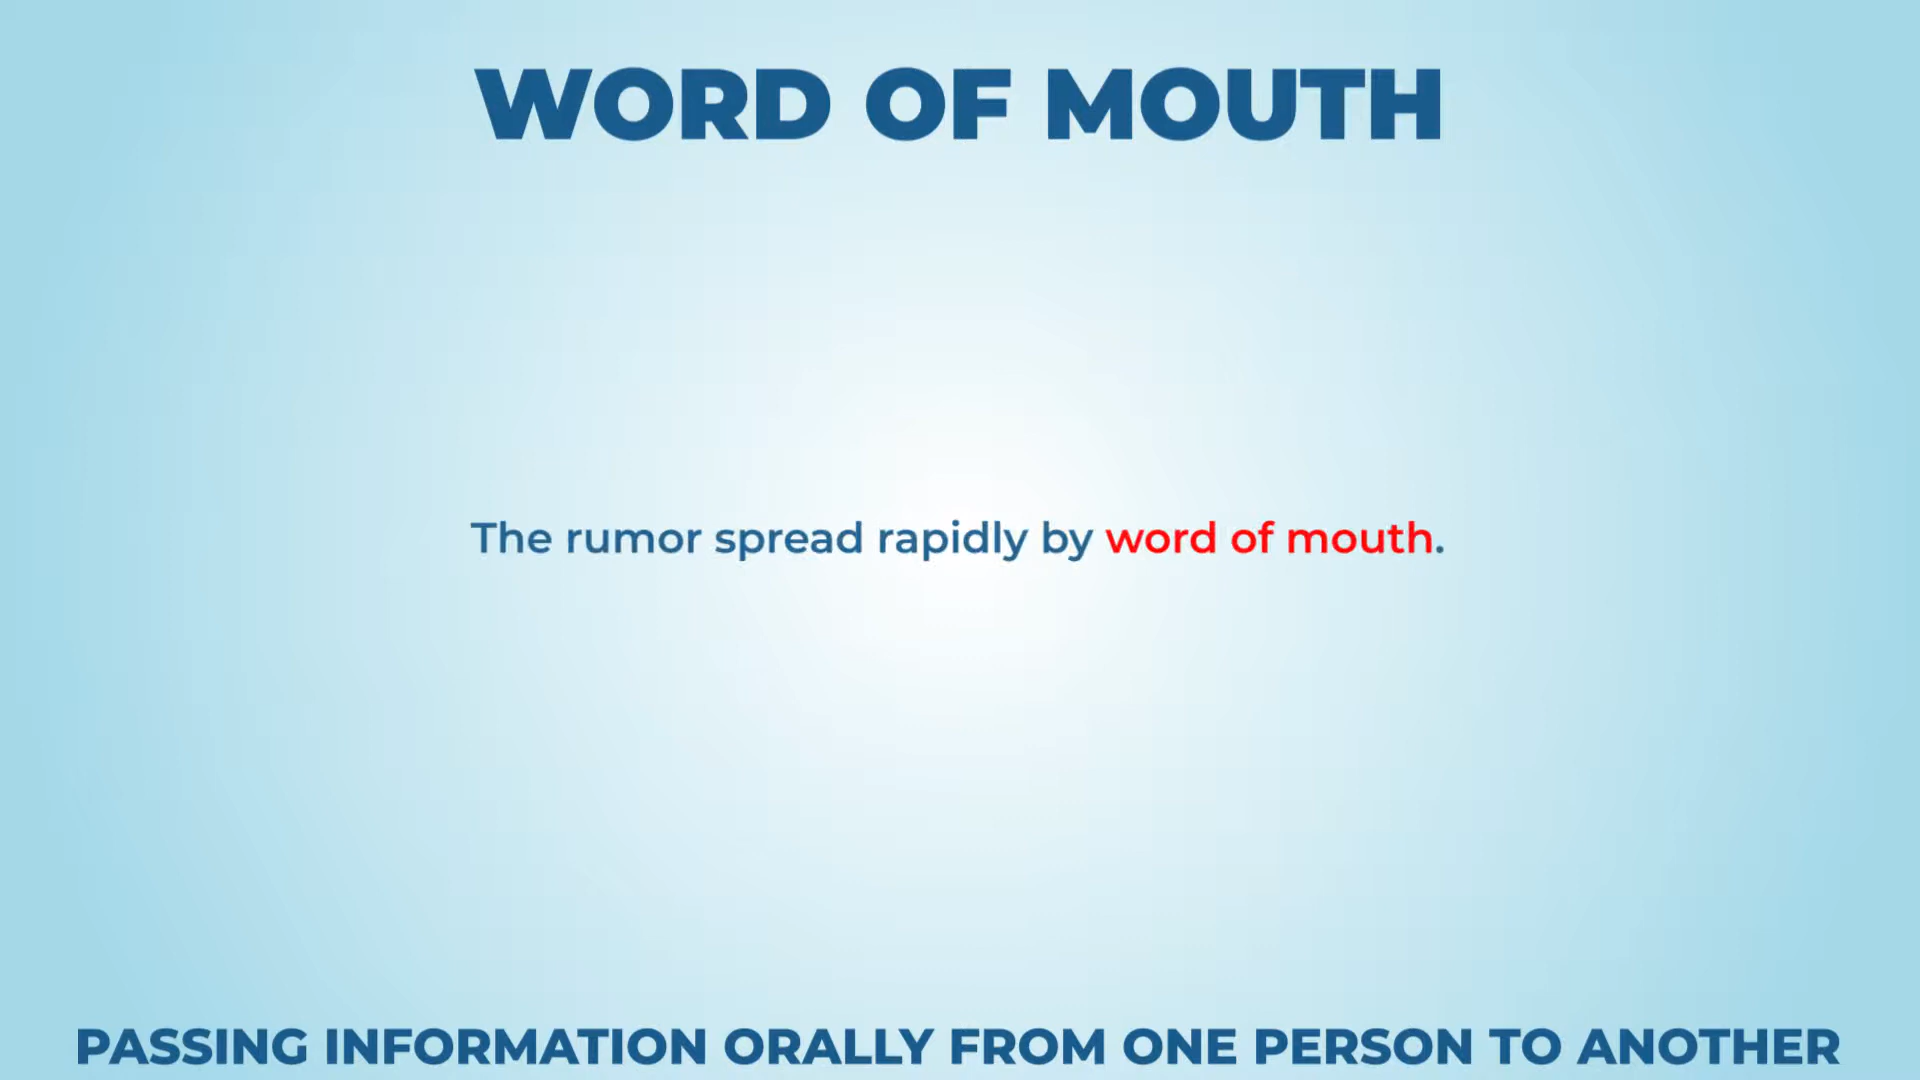 WORD OF MOUTH
The rumor spread rapidly by word of mouth.
PASSING INFORMATION ORALLY FROM ONE PERSON TO ANOTHER